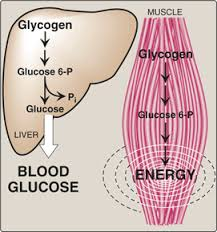 Glycogen
Glucose 6-P
Pi
Glucose
LIVER
BLOOD
GLUCOSE
MUSCLE
Glycogen
Glucose 6-P
ENERGY